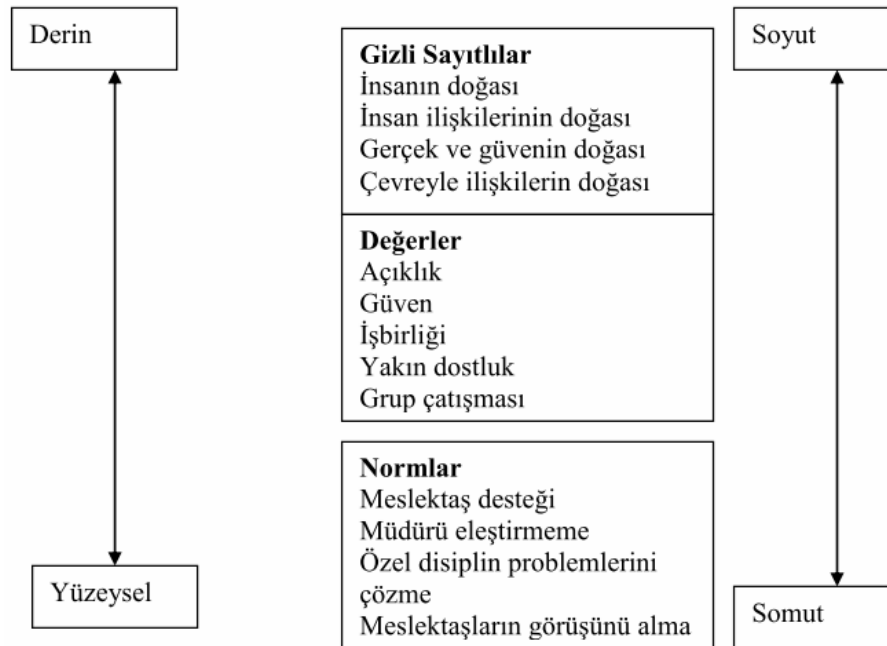 Derin
Gizli Sayıtlılar
İnsanın doğası
İnsan ilişkilerinin doğası
Gerçek ve güvenin doğası
Çevreyle ilişkilerin doğası
Soyut
Değerler
Açıklık
Güven
İşbirliği
Yakın dostluk
Grup çatışması
Normlar
Meslektaş desteği
Müdürü eleştirmeme
Özel disiplin problemlerini
çözme
Meslektaşların görüşünü alma
Yüzeysel
Somut